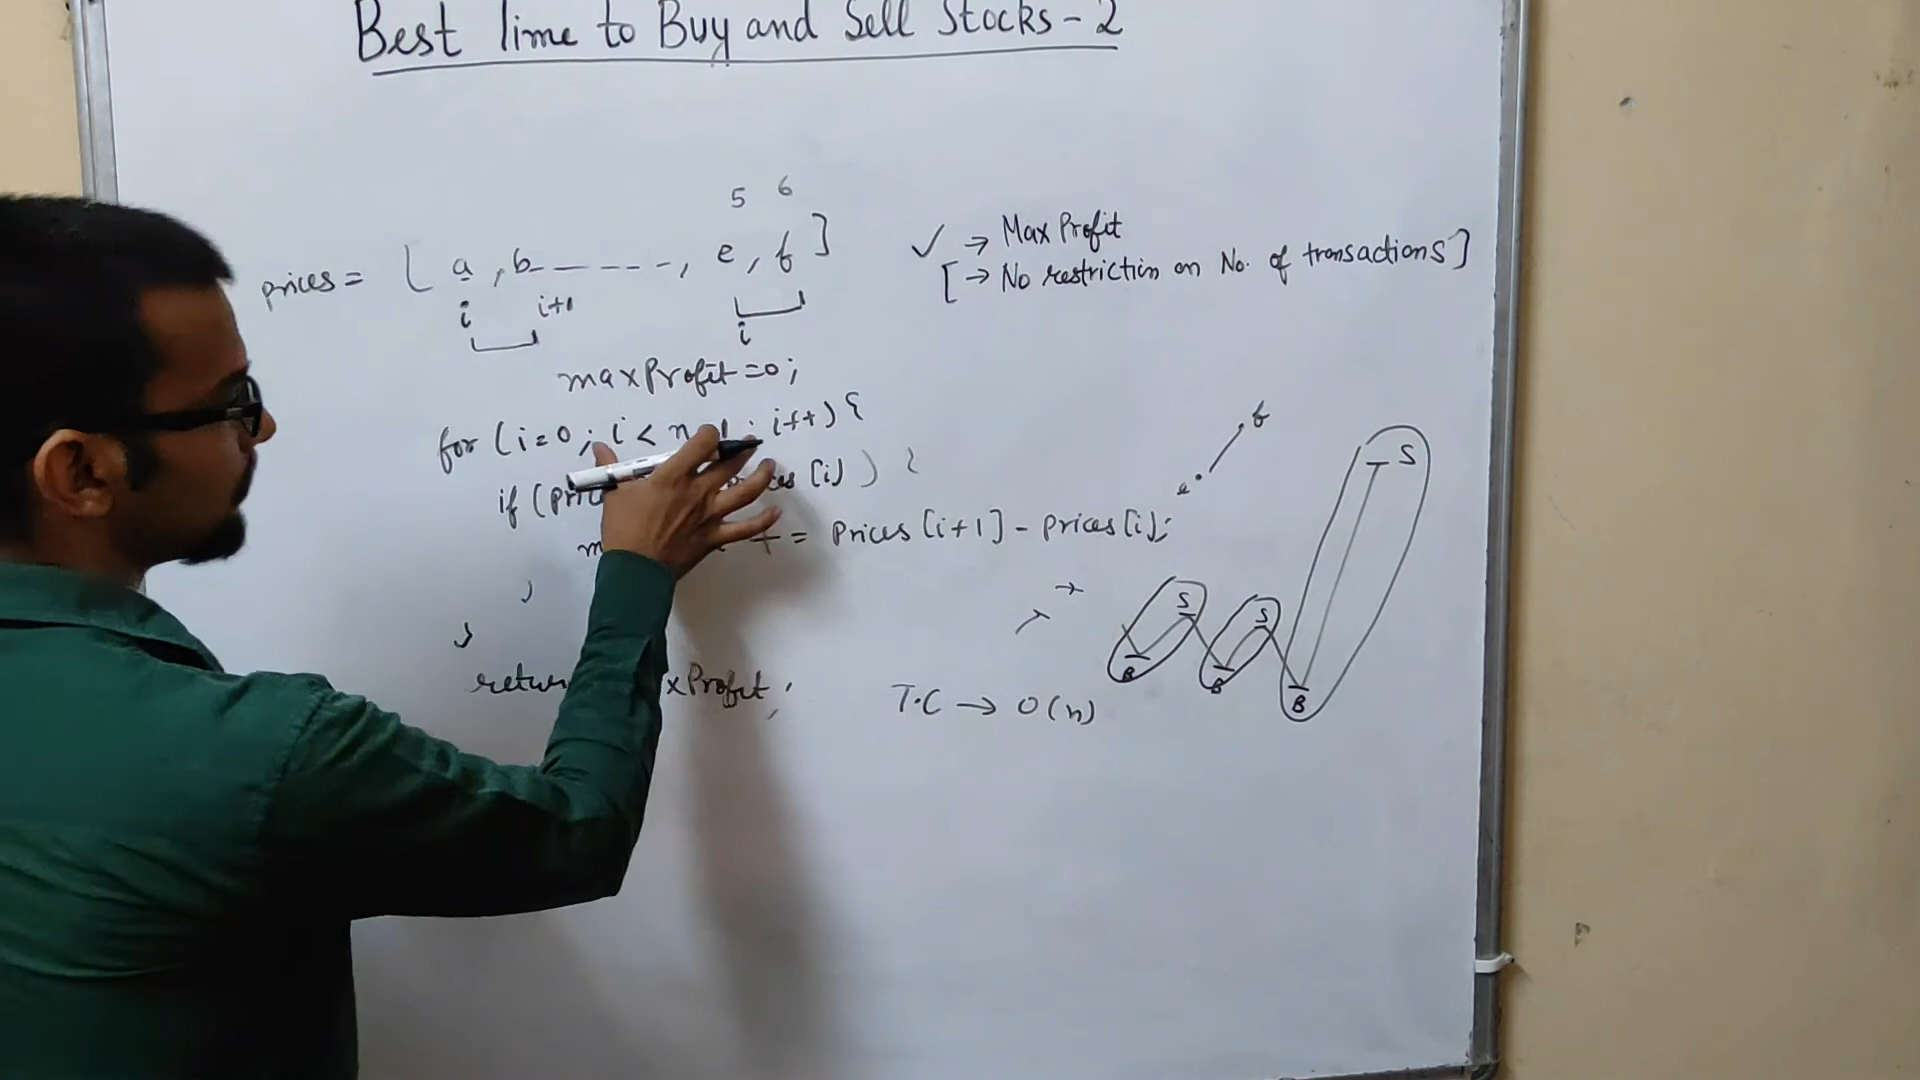 Best Time to Buy and Sell Stocks - 2
5 6
prices = [ a , b - - - - - , e , f ]
i i+1 i
✓ → Max Profit
[ → No restriction on No. of transactions ]
maxProfit = 0 ;
for ( i = 0 ; i < n ; i++ ) {
if ( [i] ) {
+= Prices [i+1] - prices [i] ;
}
}
return xProfit ;
T.C → O(n)
e f
S S S
B B B